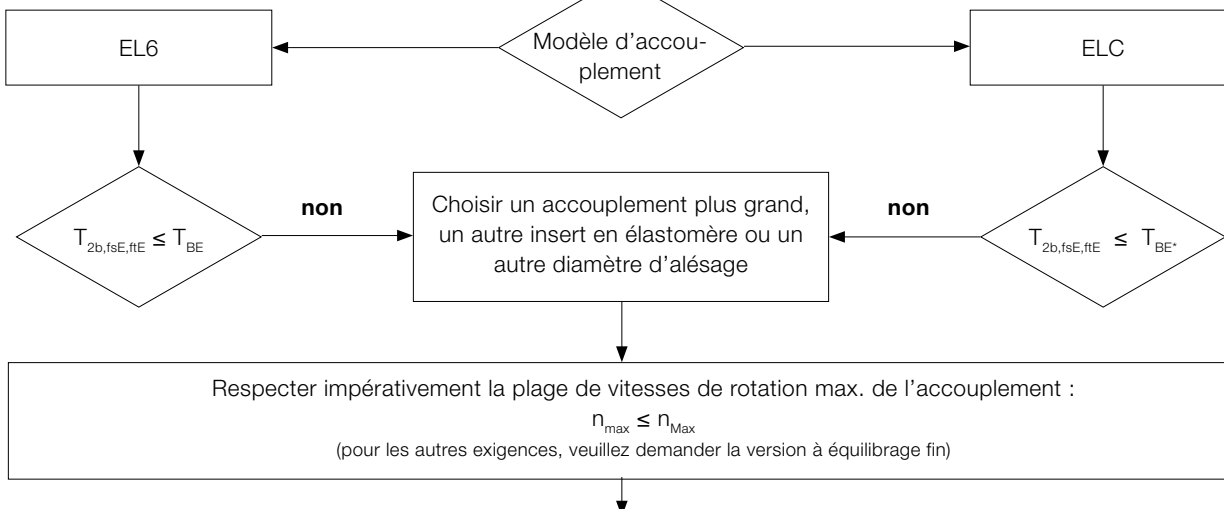 EL6
Modèle d’accou-
plement
ELC
T2b,fsE,ftE ≤ TBE
non
Choisir un accouplement plus grand,
un autre insert en élastomère ou un
autre diamètre d’alésage
non
T2b,fsE,ftE ≤ TBE*
Respecter impérativement la plage de vitesses de rotation max. de l’accouplement :
nmax ≤ nMax
(pour les autres exigences, veuillez demander la version à équilibrage fin)